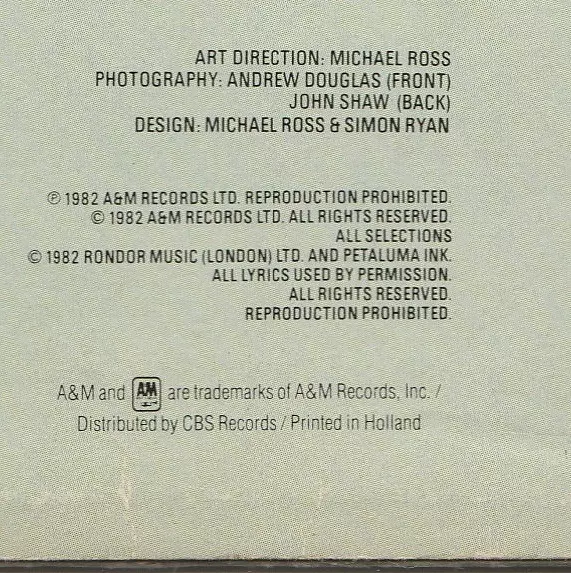 ART DIRECTION: MICHAEL ROSS
PHOTOGRAPHY: ANDREW DOUGLAS (FRONT)
JOHN SHAW (BACK)
DESIGN: MICHAEL ROSS & SIMON RYAN
℗ 1982 A&M RECORDS LTD. REPRODUCTION PROHIBITED.
© 1982 A&M RECORDS LTD. ALL RIGHTS RESERVED.
ALL SELECTIONS
© 1982 RONDOR MUSIC (LONDON) LTD. AND PETALUMA INK.
ALL LYRICS USED BY PERMISSION.
ALL RIGHTS RESERVED.
REPRODUCTION PROHIBITED.
A&M and AM are trademarks of A&M Records, Inc. /
Distributed by CBS Records / Printed in Holland